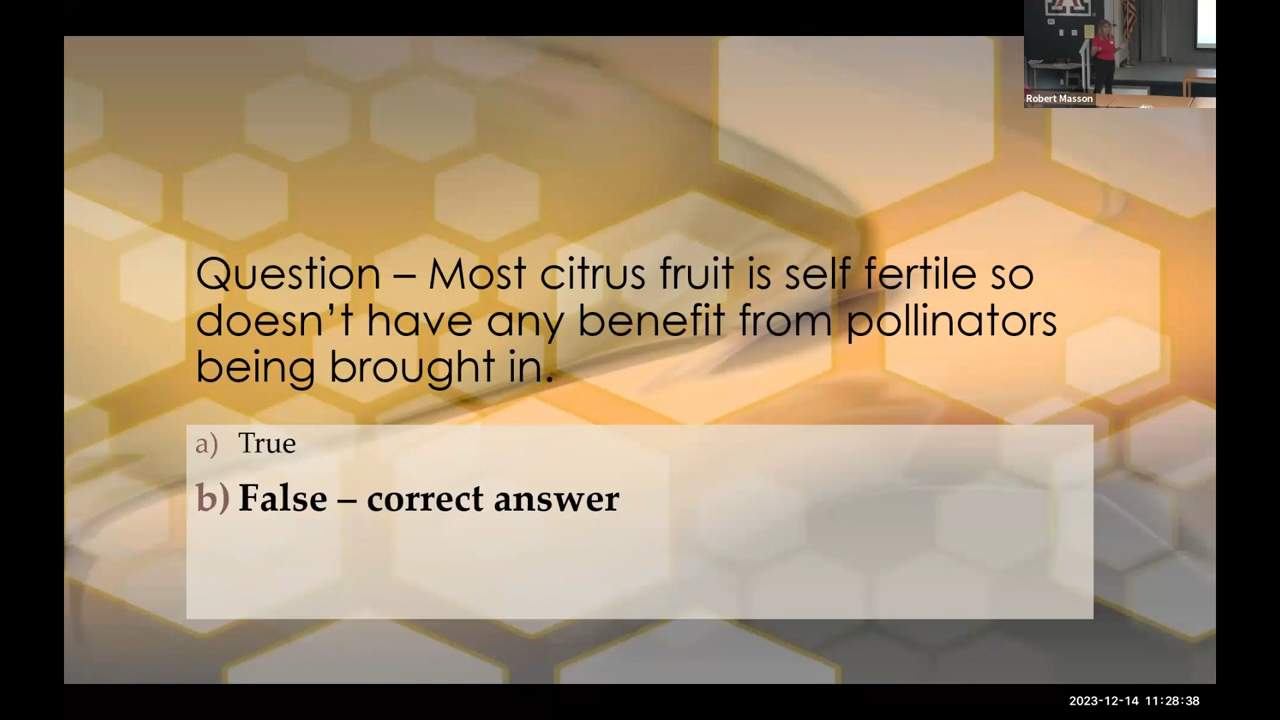 Robert Masson
Question – Most citrus fruit is self fertile so
doesn't have any benefit from pollinators
being brought in.
a) True
b) False – correct answer
2023-12-14 11:28:38